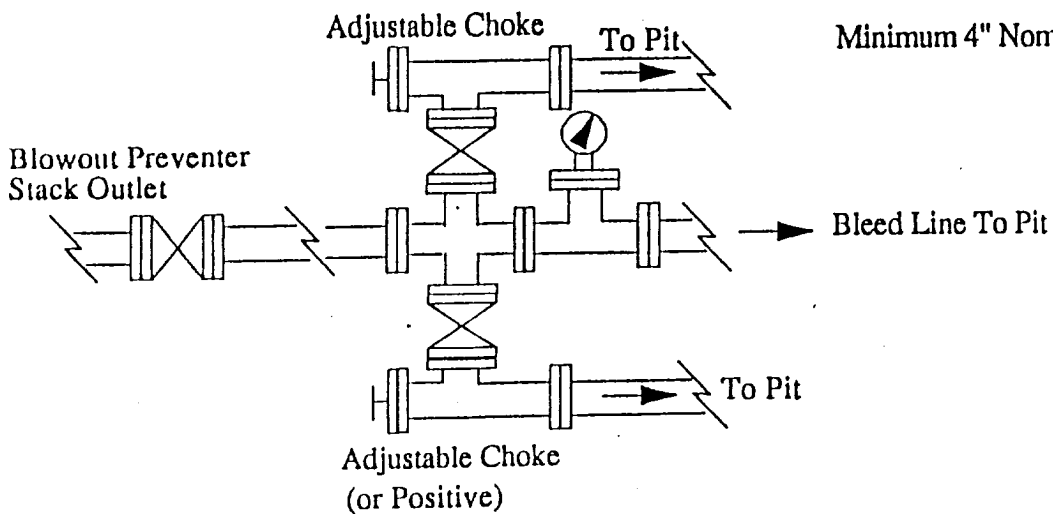 Adjustable Choke
To Pit
Minimum 4" Nom
Blowout Preventer
Stack Outlet
Bleed Line To Pit
To Pit
Adjustable Choke
(or Positive)